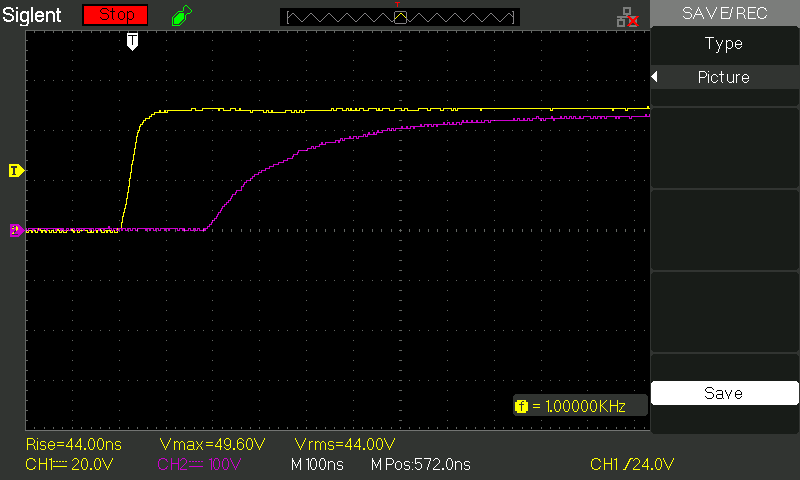 Siglent Stop SAVE/REC
T
Type
Picture
T
Save
f = 1.00000KHz
Rise=44.00ns Vmax=49.60V Vrms=44.00V
CH1 20.0V CH2 100V M 100ns M Pos:572.0ns CH1 24.0V